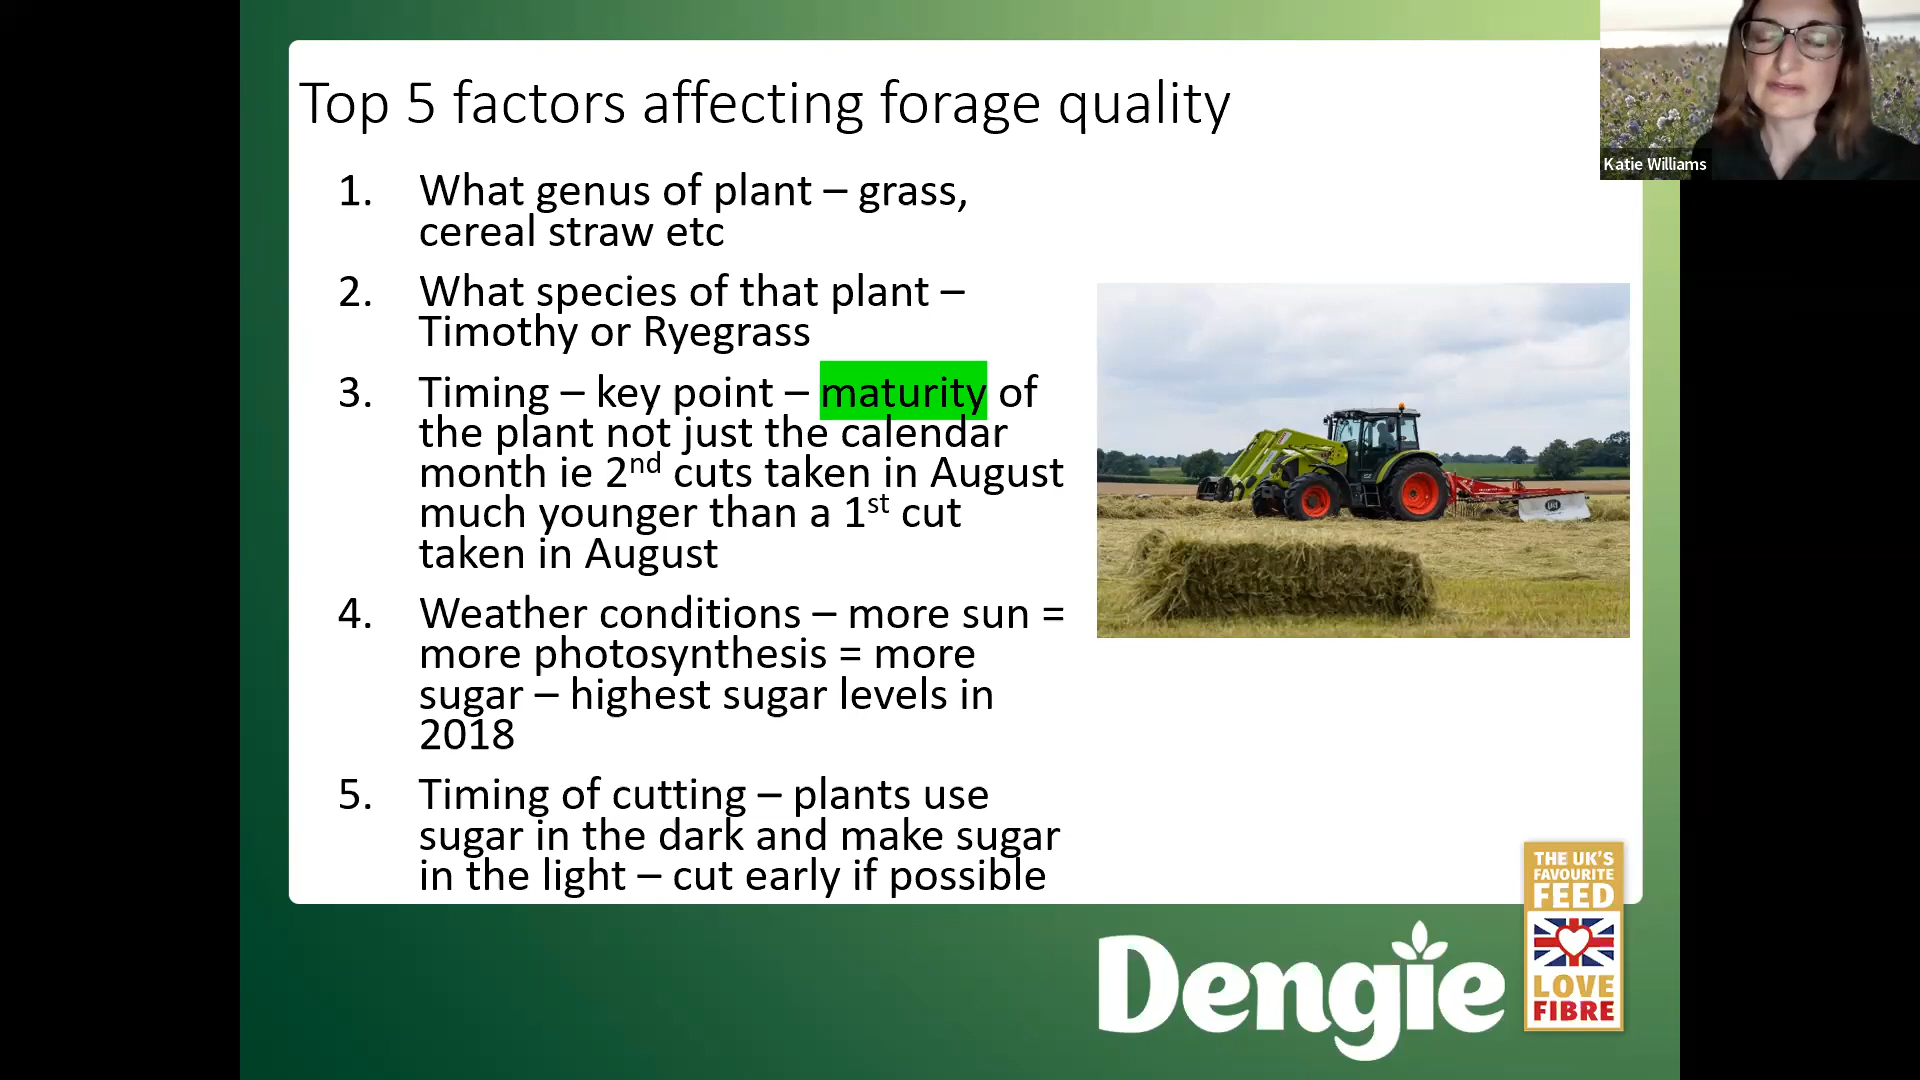 Top 5 factors affecting forage quality
Katie Williams
1. What genus of plant – grass,
cereal straw etc
2. What species of that plant –
Timothy or Ryegrass
3. Timing – key point – maturity of
the plant not just the calendar
month ie 2nd cuts taken in August
much younger than a 1st cut
taken in August
4. Weather conditions – more sun =
more photosynthesis = more
sugar – highest sugar levels in
2018
5. Timing of cutting – plants use
sugar in the dark and make sugar
in the light – cut early if possible
THE UK'S
FAVOURITE
FEED
LOVE
FIBRE
Dengie